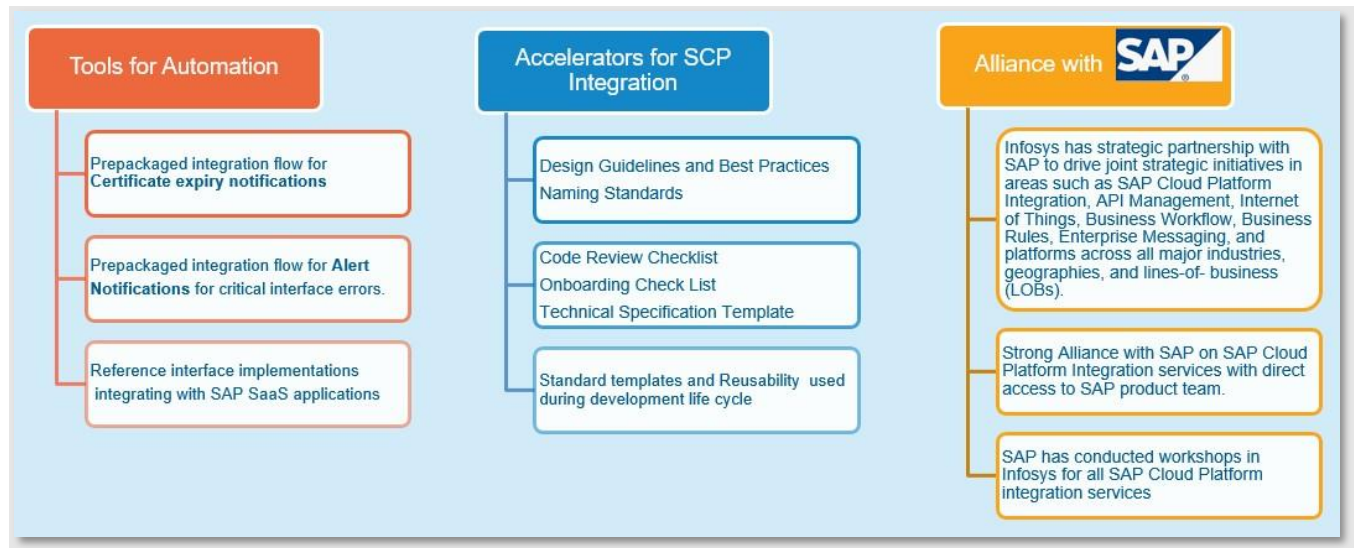 Tools for Automation
Prepackaged integration flow for
Certificate expiry notifications
Prepackaged integration flow for Alert
Notifications for critical interface errors.
Reference interface implementations
integrating with SAP SaaS applications
Accelerators for SCP
Integration
Design Guidelines and Best Practices
Naming Standards
Code Review Checklist
Onboarding Check List
Technical Specification Template
Standard templates and Reusability used
during development life cycle
Alliance with SAP®
Infosys has strategic partnership with
SAP to drive joint strategic initiatives in
areas such as SAP Cloud Platform
Integration, API Management, Internet
of Things, Business Workflow, Business
Rules, Enterprise Messaging, and
platforms across all major industries,
geographies, and lines-of- business
(LOBs).
Strong Alliance with SAP on SAP Cloud
Platform Integration services with direct
access to SAP product team.
SAP has conducted workshops in
Infosys for all SAP Cloud Platform
integration services